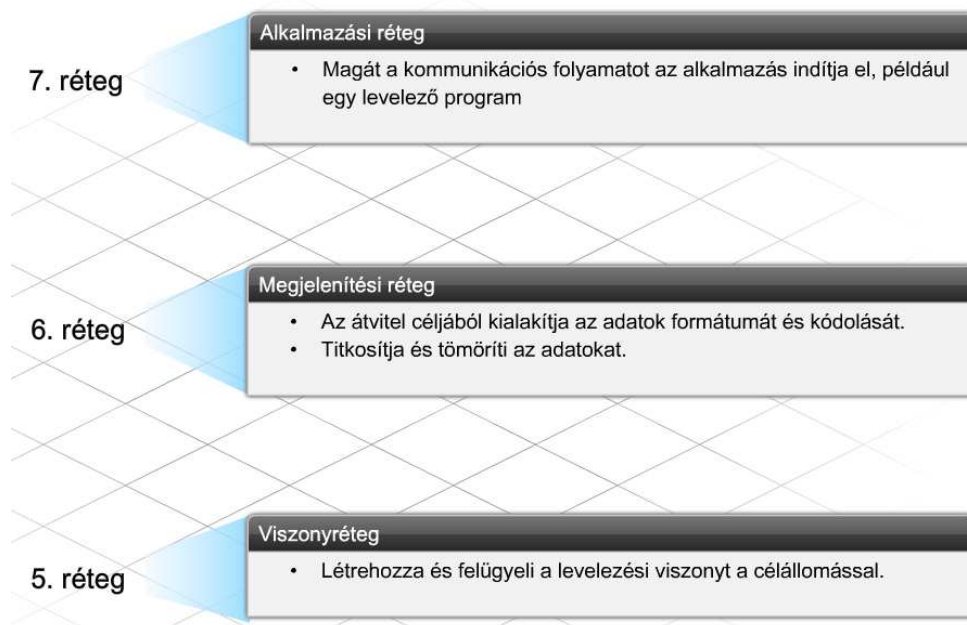 Alkalmazási réteg
7. réteg
• Magát a kommunikációs folyamatot az alkalmazás indítja el, például
egy levelező program
Megjelenítési réteg
6. réteg
• Az átvitel céljából kialakítja az adatok formátumát és kódolását.
• Titkosítja és tömöríti az adatokat.
Viszonyréteg
5. réteg
• Létrehozza és felügyeli a levelezési viszonyt a célállomással.